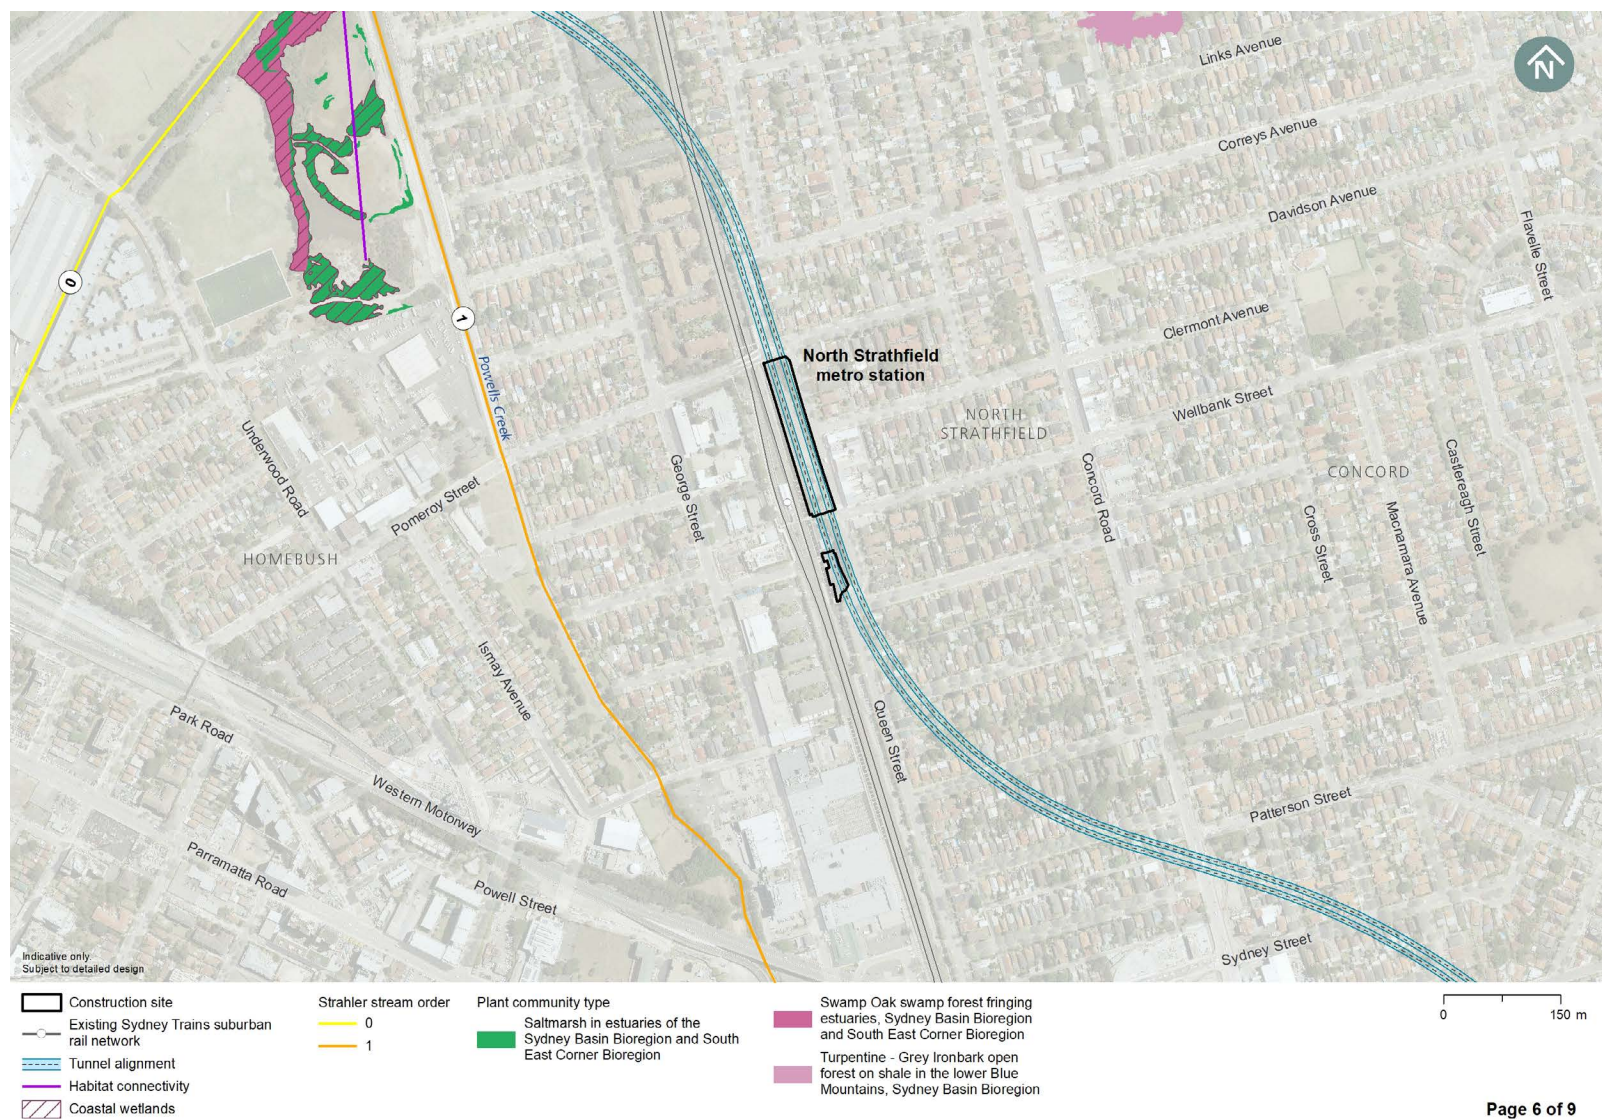 Links Avenue
N
Correys Avenue
Davidson Avenue
Flavelle Street
0
1
Clermont Avenue
North Strathfield
metro station
Powells Creek
Wellbank Street
NORTH
STRATHFIELD
Underwood Road
George Street
Concord Road
CONCORD
Castlereagh Street
Pomeroy Street
Cross Street
Macnamara Avenue
HOMEBUSH
Ismay Avenue
Queen Street
Park Road
Western Motorway
Patterson Street
Parramatta Road
Powell Street
Sydney Street
Indicative only
Subject to detailed design
Construction site
Existing Sydney Trains suburban
rail network
Tunnel alignment
Habitat connectivity
Coastal wetlands
Strahler stream order
0
1
Plant community type
Saltmarsh in estuaries of the
Sydney Basin Bioregion and South
East Corner Bioregion
Swamp Oak swamp forest fringing
estuaries, Sydney Basin Bioregion
and South East Corner Bioregion
Turpentine - Grey Ironbark open
forest on shale in the lower Blue
Mountains, Sydney Basin Bioregion
0 150 m
Page 6 of 9